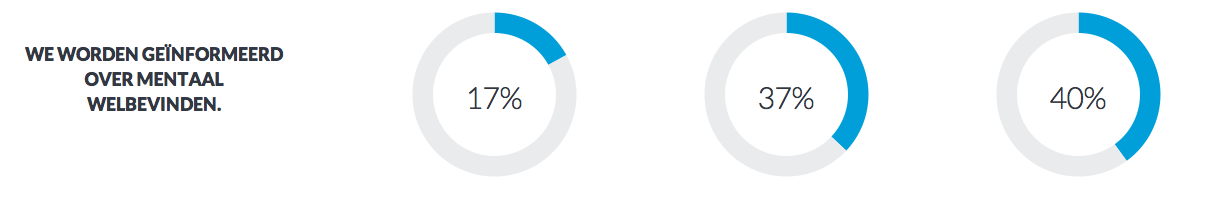 WE WORDEN GEÏNFORMEERD
OVER MENTAAL
WELBEVINDEN.
17%
37%
40%